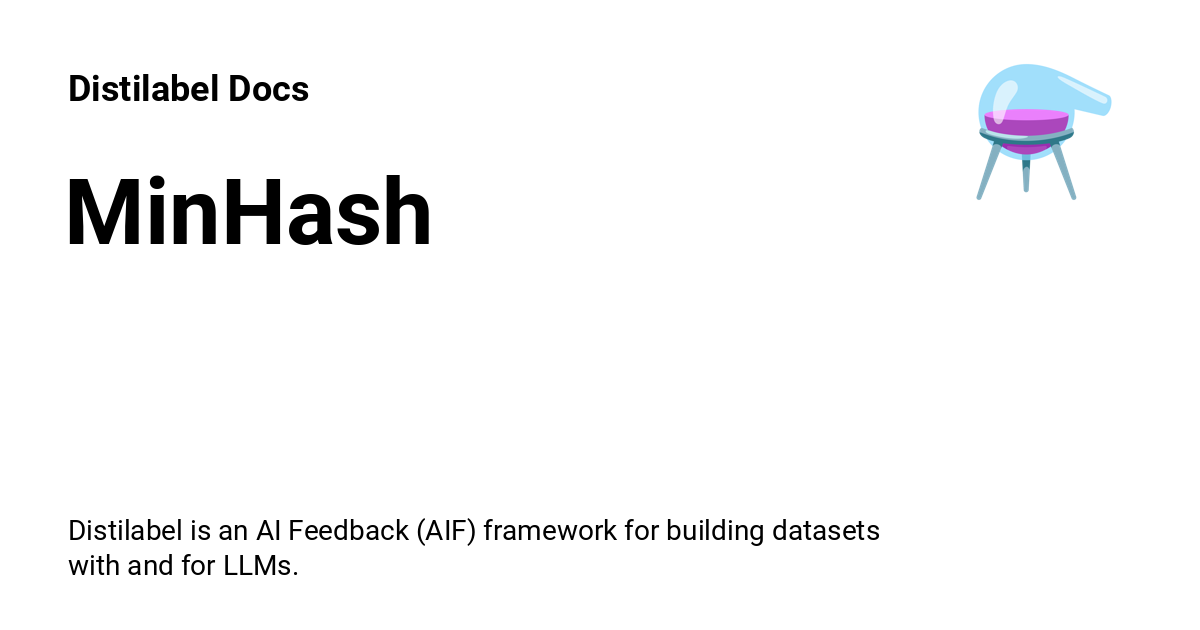 Distilabel Docs
MinHash
Distilabel is an AI Feedback (AIF) framework for building datasets
with and for LLMs.